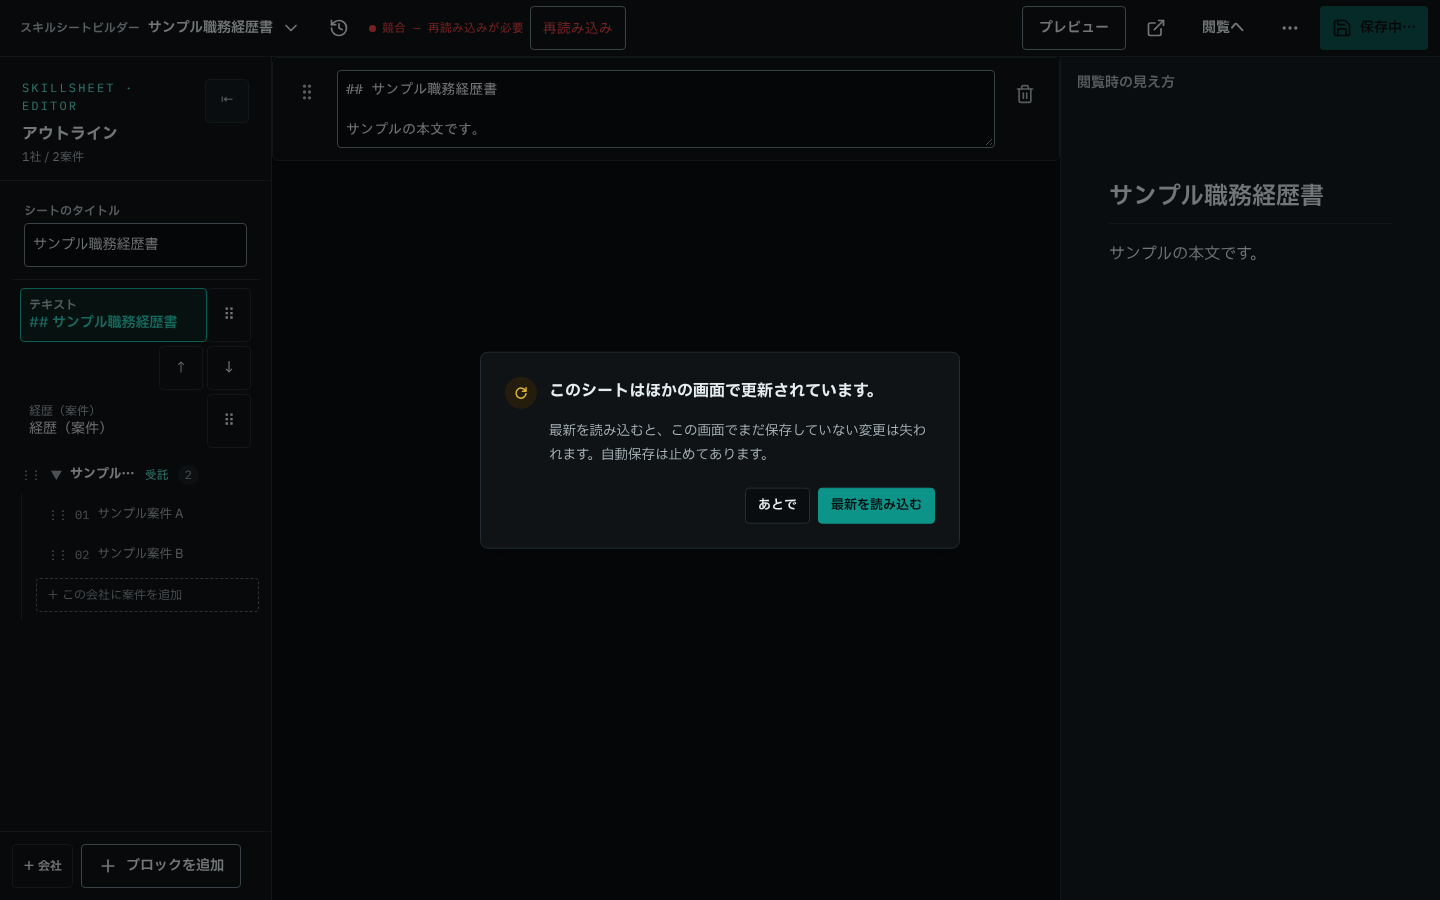 スキルシートビルダー サンプル職務経歴書
競合 — 再読み込みが必要
再読み込み
プレビュー
閲覧へ
保存中…
SKILLSHEET ·
EDITOR
アウトライン
1社 / 2案件
シートのタイトル
サンプル職務経歴書
テキスト
## サンプル職務経歴書
↑ ↓
経歴（案件）
経歴（案件）
サンプル… 受託 2
01 サンプル案件 A
02 サンプル案件 B
+ この会社に案件を追加
+ 会社
+ ブロックを追加
## サンプル職務経歴書
サンプルの本文です。
このシートはほかの画面で更新されています。
最新を読み込むと、この画面でまだ保存していない変更は失わ
れます。自動保存は止めてあります。
あとで
最新を読み込む
閲覧時の見え方
サンプル職務経歴書
サンプルの本文です。